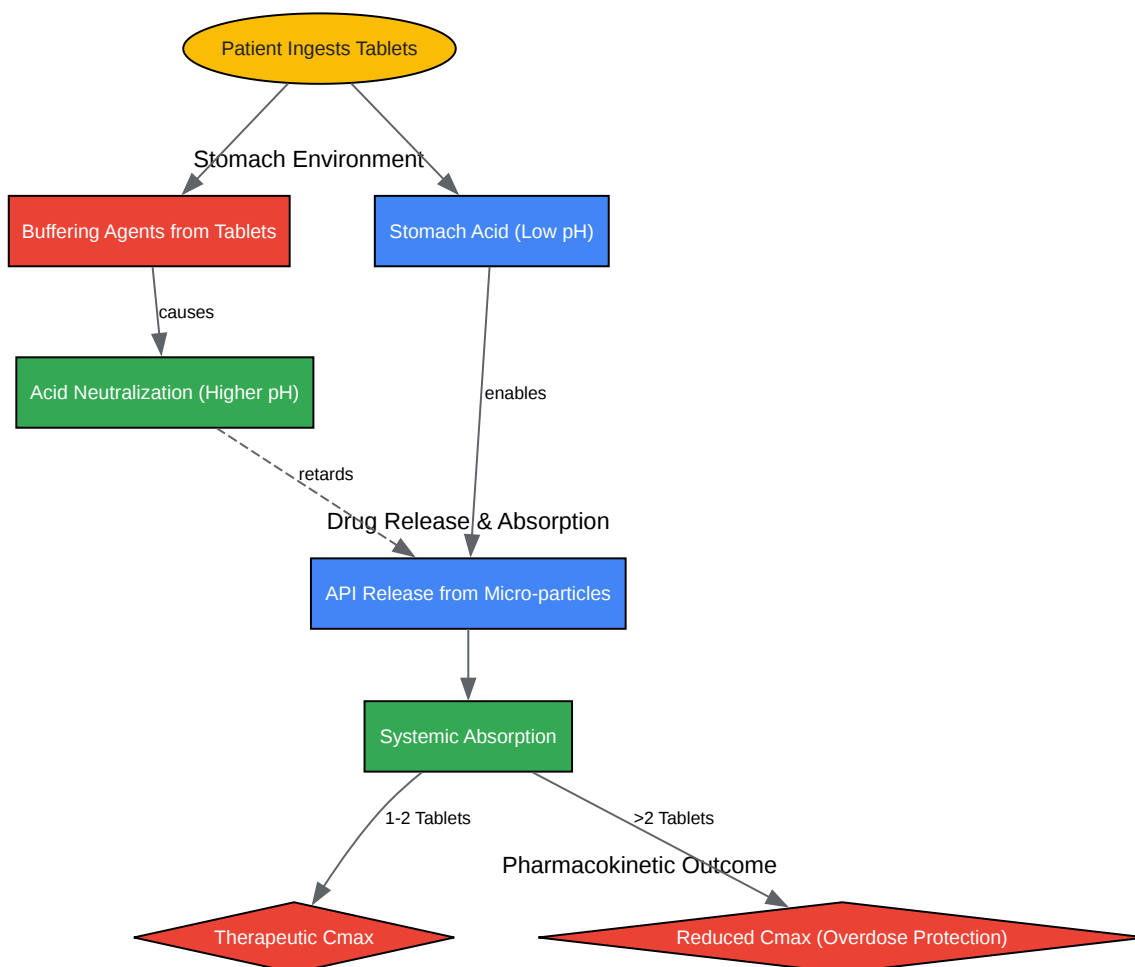 Patient Ingests Tablets
Stomach Environment
Buffering Agents from Tablets
Stomach Acid (Low pH)
causes
Acid Neutralization (Higher pH)
enables
retards
Drug Release & Absorption
API Release from Micro-particles
Systemic Absorption
1-2 Tablets
>2 Tablets
Pharmacokinetic Outcome
Therapeutic Cmax
Reduced Cmax (Overdose Protection)